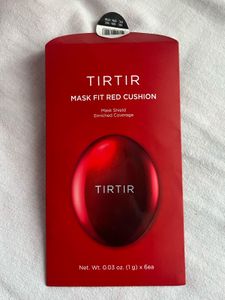 TIRTIR
MASK FIT RED CUSHION
Mask Shield
Enriched Coverage
TIRTIR
Net. Wt. 0.03 oz. (1 g) x 6ea